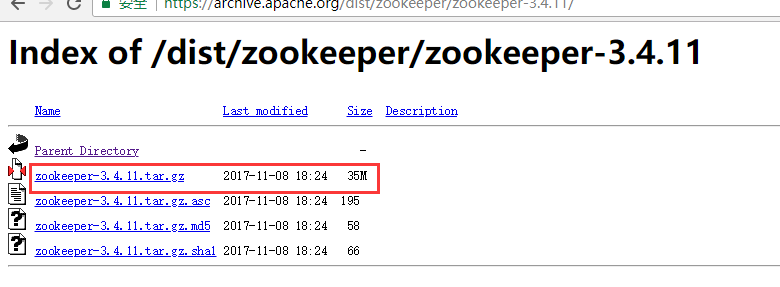 安全 https://archive.apache.org/dist/zookeeper/zookeeper-3.4.11/
Index of /dist/zookeeper/zookeeper-3.4.11
Name Last modified Size Description
Parent Directory -
zookeeper-3.4.11.tar.gz 2017-11-08 18:24 35M
zookeeper-3.4.11.tar.gz.asc 2017-11-08 18:24 195
zookeeper-3.4.11.tar.gz.md5 2017-11-08 18:24 58
zookeeper-3.4.11.tar.gz.sha1 2017-11-08 18:24 66